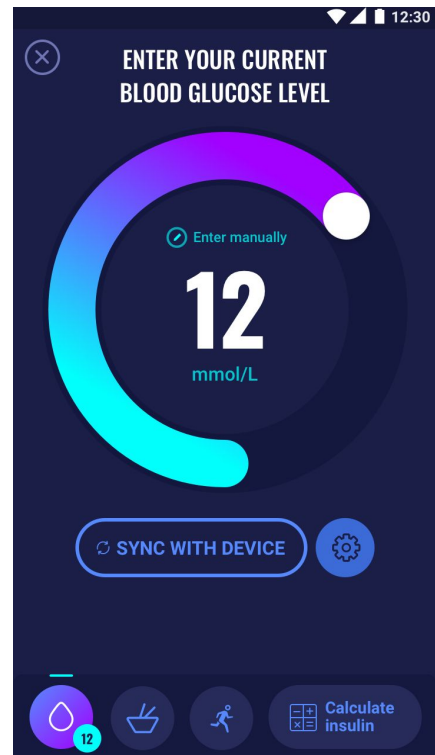 12:30
ENTER YOUR CURRENT
BLOOD GLUCOSE LEVEL
Enter manually
12
mmol/L
SYNC WITH DEVICE
12
Calculate
insulin